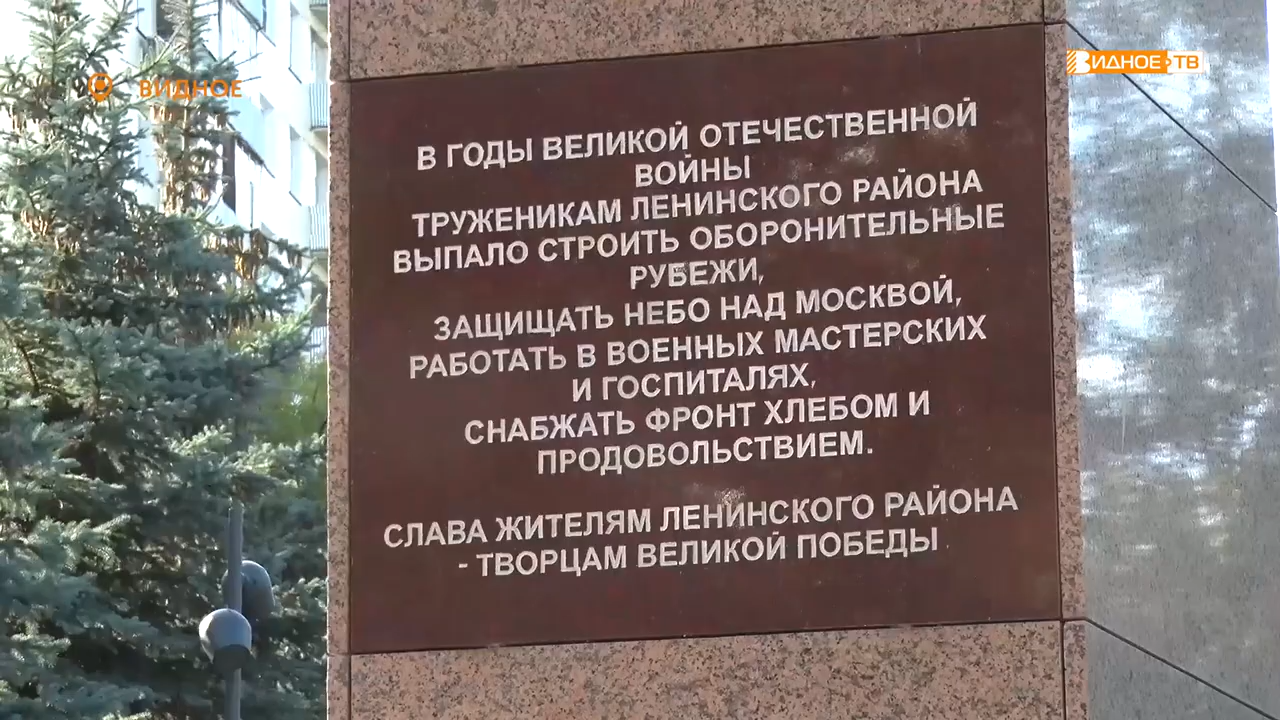 ВИДНОЕ
ВИДНОЕ ТВ
В ГОДЫ ВЕЛИКОЙ ОТЕЧЕСТВЕННОЙ
ВОЙНЫ
ТРУЖЕНИКАМ ЛЕНИНСКОГО РАЙОНА
ВЫПАЛО СТРОИТЬ ОБОРОНИТЕЛЬНЫЕ
РУБЕЖИ,
ЗАЩИЩАТЬ НЕБО НАД МОСКВОЙ,
РАБОТАТЬ В ВОЕННЫХ МАСТЕРСКИХ
И ГОСПИТАЛЯХ,
СНАБЖАТЬ ФРОНТ ХЛЕБОМ И
ПРОДОВОЛЬСТВИЕМ.
СЛАВА ЖИТЕЛЯМ ЛЕНИНСКОГО РАЙОНА
- ТВОРЦАМ ВЕЛИКОЙ ПОБЕДЫ